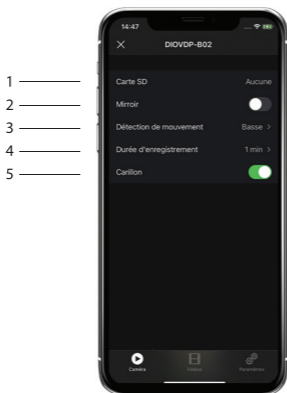 14:47
DIOVDP-B02
1 Carte SD Aucune
2 Mirroir
3 Détection de mouvement Basse >
4 Durée d'enregistrement 1 min >
5 Carillon
Caméra Vidéos Paramètres